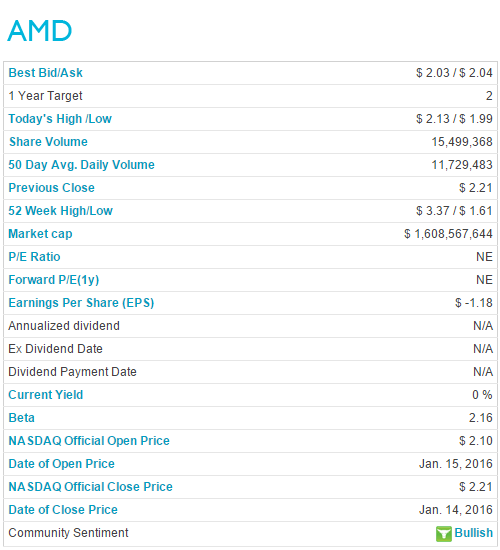 AMD
Best Bid/Ask $ 2.03 / $ 2.04
1 Year Target 2
Today's High /Low $ 2.13 / $ 1.99
Share Volume 15,499,368
50 Day Avg. Daily Volume 11,729,483
Previous Close $ 2.21
52 Week High/Low $ 3.37 / $ 1.61
Market cap $ 1,608,567,644
P/E Ratio NE
Forward P/E(1y) NE
Earnings Per Share (EPS) $ -1.18
Annualized dividend N/A
Ex Dividend Date N/A
Dividend Payment Date N/A
Current Yield 0 %
Beta 2.16
NASDAQ Official Open Price $ 2.10
Date of Open Price Jan. 15, 2016
NASDAQ Official Close Price $ 2.21
Date of Close Price Jan. 14, 2016
Community Sentiment Bullish